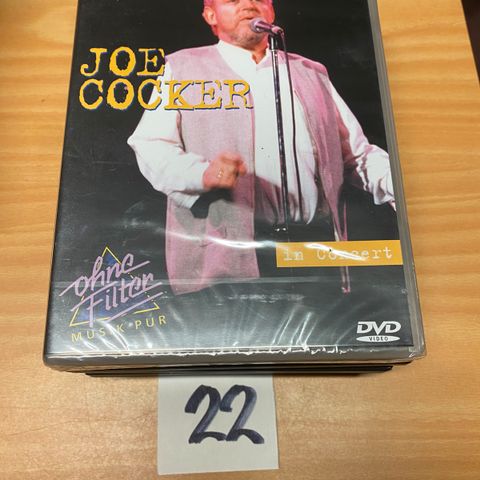 JOE
COCKER
in Concert
ohne
Filter
MUSIK PUR
DVD
VIDEO
22